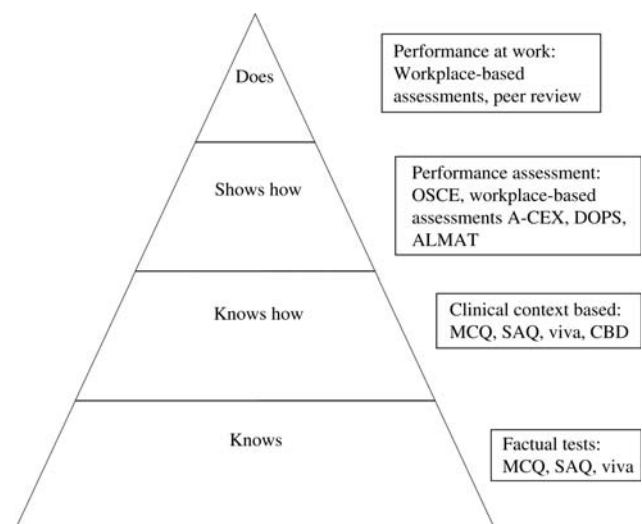 Does
Performance at work:
Workplace-based
assessments, peer review
Shows how
Performance assessment:
OSCE, workplace-based
assessments A-CEX, DOPS,
ALMAT
Knows how
Clinical context based:
MCQ, SAQ, viva, CBD
Knows
Factual tests:
MCQ, SAQ, viva